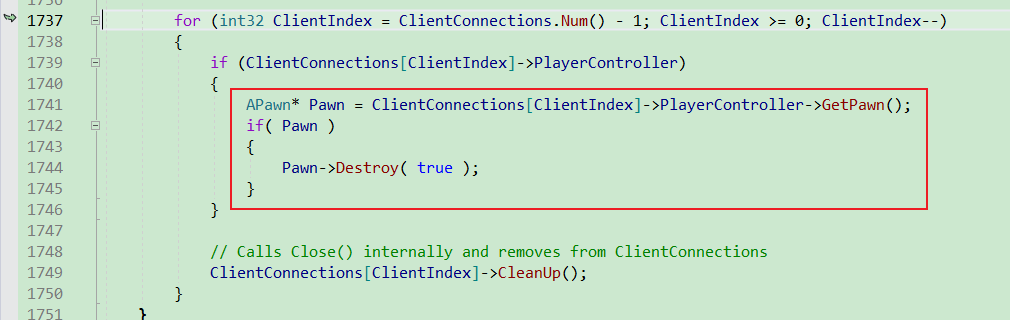 1737 for (int32 ClientIndex = ClientConnections.Num() - 1; ClientIndex >= 0; ClientIndex--)
1738 {
1739 if (ClientConnections[ClientIndex]->PlayerController)
1740 {
1741 APawn* Pawn = ClientConnections[ClientIndex]->PlayerController->GetPawn();
1742 if( Pawn )
1743 {
1744 Pawn->Destroy( true );
1745 }
1746 }
1747
1748 // Calls Close() internally and removes from ClientConnections
1749 ClientConnections[ClientIndex]->CleanUp();
1750 }
1751 }